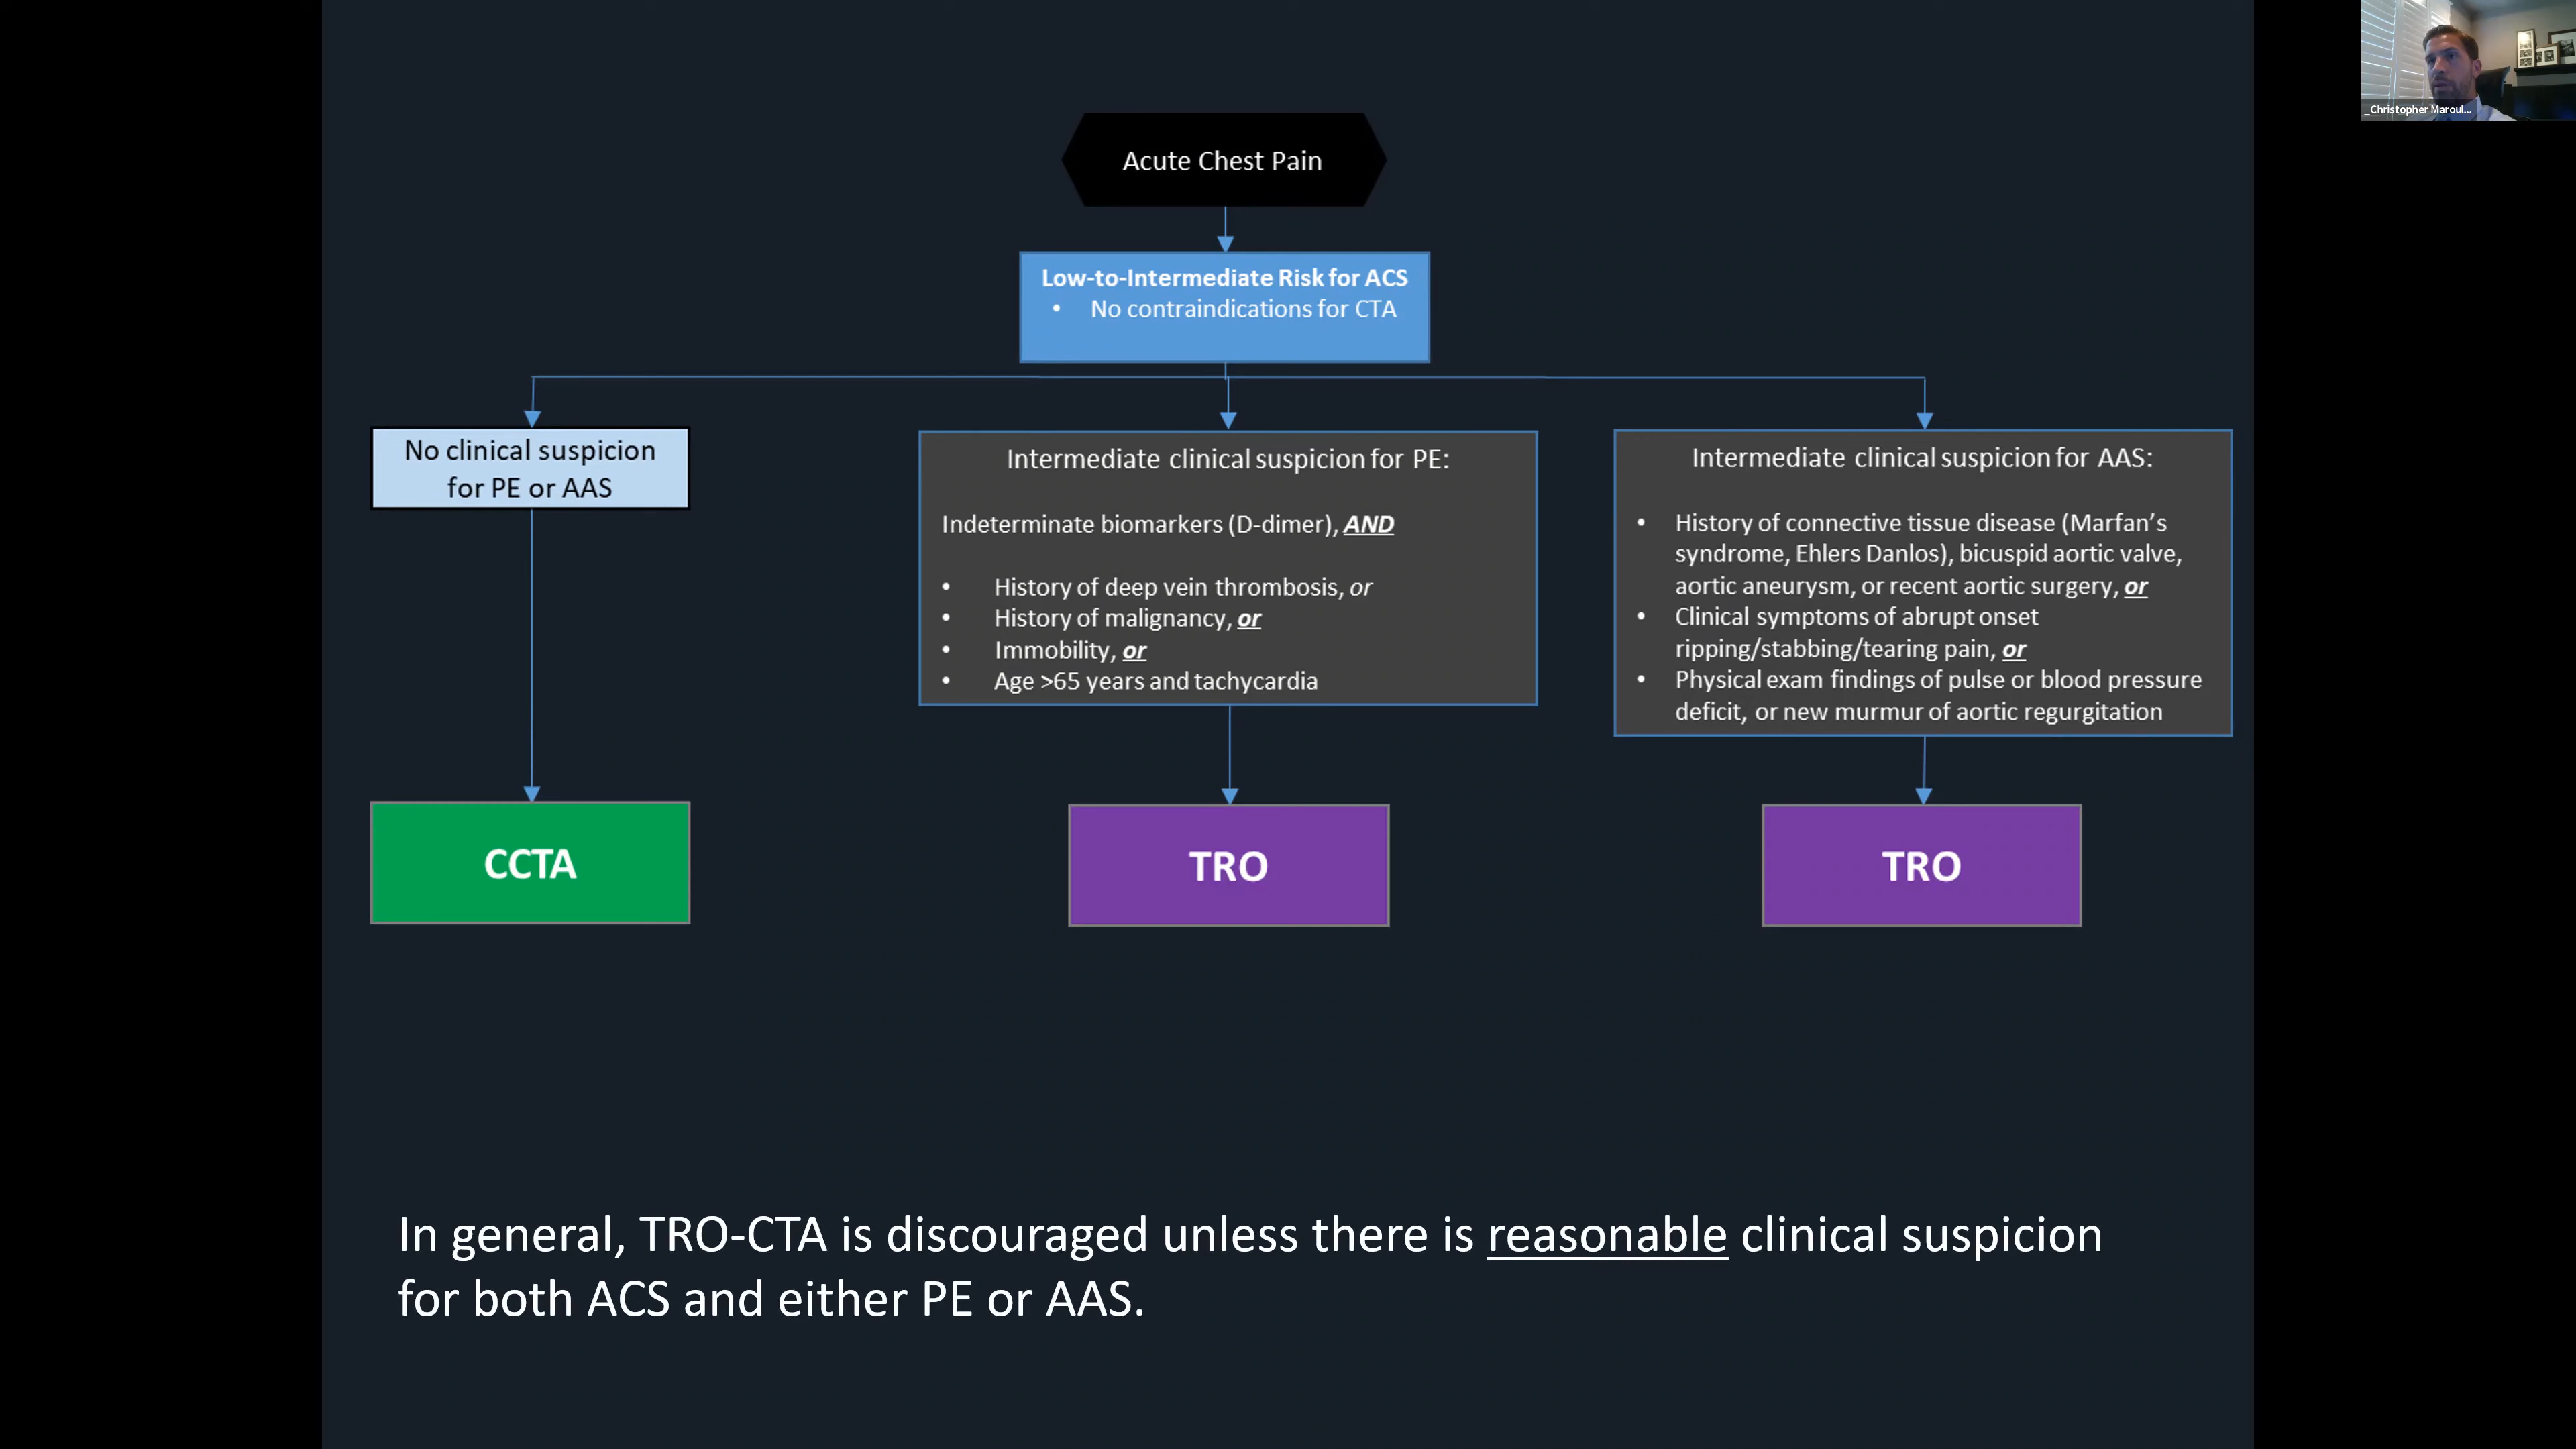 _Christopher Maroul...
Acute Chest Pain
Low-to-Intermediate Risk for ACS
• No contraindications for CTA
No clinical suspicion
for PE or AAS
CCTA
Intermediate clinical suspicion for PE:
Indeterminate biomarkers (D-dimer), AND
• History of deep vein thrombosis, or
• History of malignancy, or
• Immobility, or
• Age >65 years and tachycardia
TRO
Intermediate clinical suspicion for AAS:
• History of connective tissue disease (Marfan’s
syndrome, Ehlers Danlos), bicuspid aortic valve,
aortic aneurysm, or recent aortic surgery, or
• Clinical symptoms of abrupt onset
ripping/stabbing/tearing pain, or
• Physical exam findings of pulse or blood pressure
deficit, or new murmur of aortic regurgitation
TRO
In general, TRO-CTA is discouraged unless there is reasonable clinical suspicion
for both ACS and either PE or AAS.